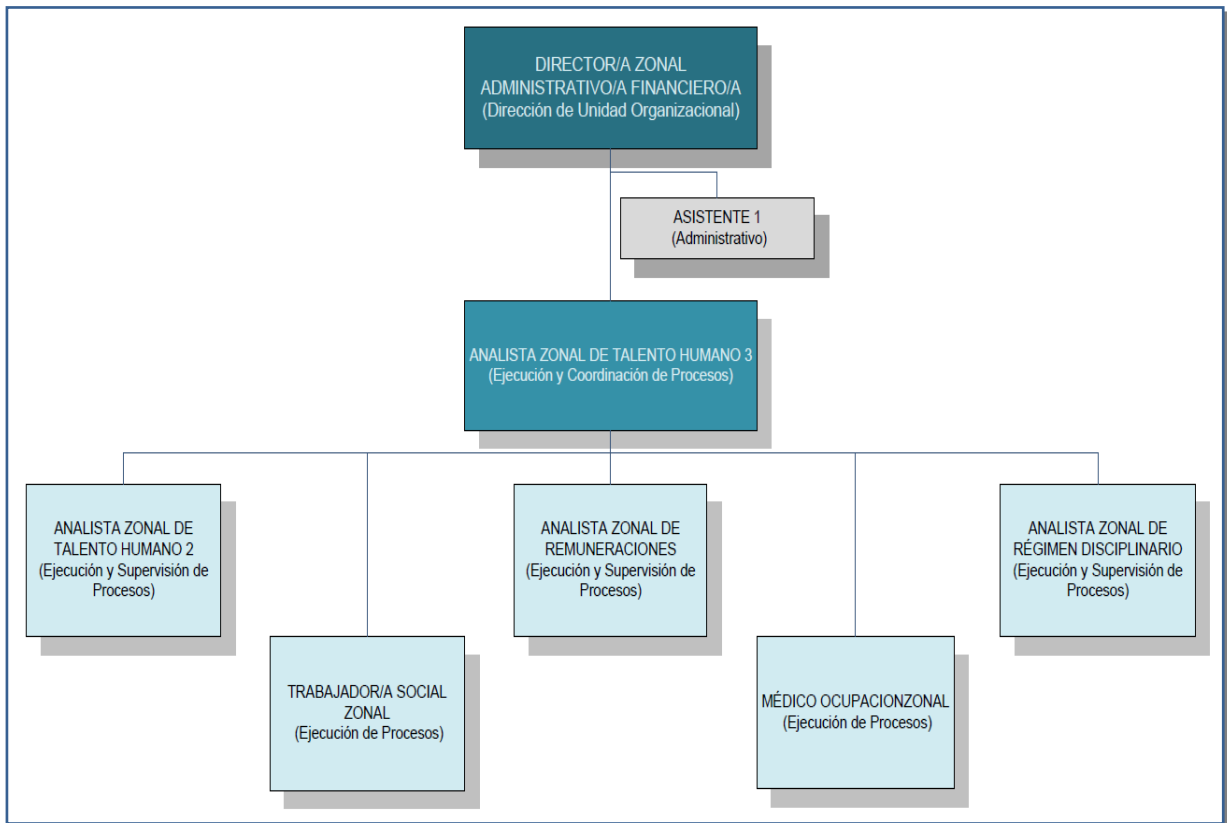 DIRECTOR/A ZONAL
ADMINISTRATIVO/A FINANCIERO/A
(Dirección de Unidad Organizacional)
ASISTENTE 1
(Administrativo)
ANALISTA ZONAL DE TALENTO HUMANO 3
(Ejecución y Coordinación de Procesos)
ANALISTA ZONAL DE
TALENTO HUMANO 2
(Ejecución y Supervisión de
Procesos)
ANALISTA ZONAL DE
REMUNERACIONES
(Ejecución y Supervisión de
Procesos)
ANALISTA ZONAL DE
RÉGIMEN DISCIPLINARIO
(Ejecución y Supervisión de
Procesos)
TRABAJADOR/A SOCIAL
ZONAL
(Ejecución de Procesos)
MÉDICO OCUPACIONZONAL
(Ejecución de Procesos)